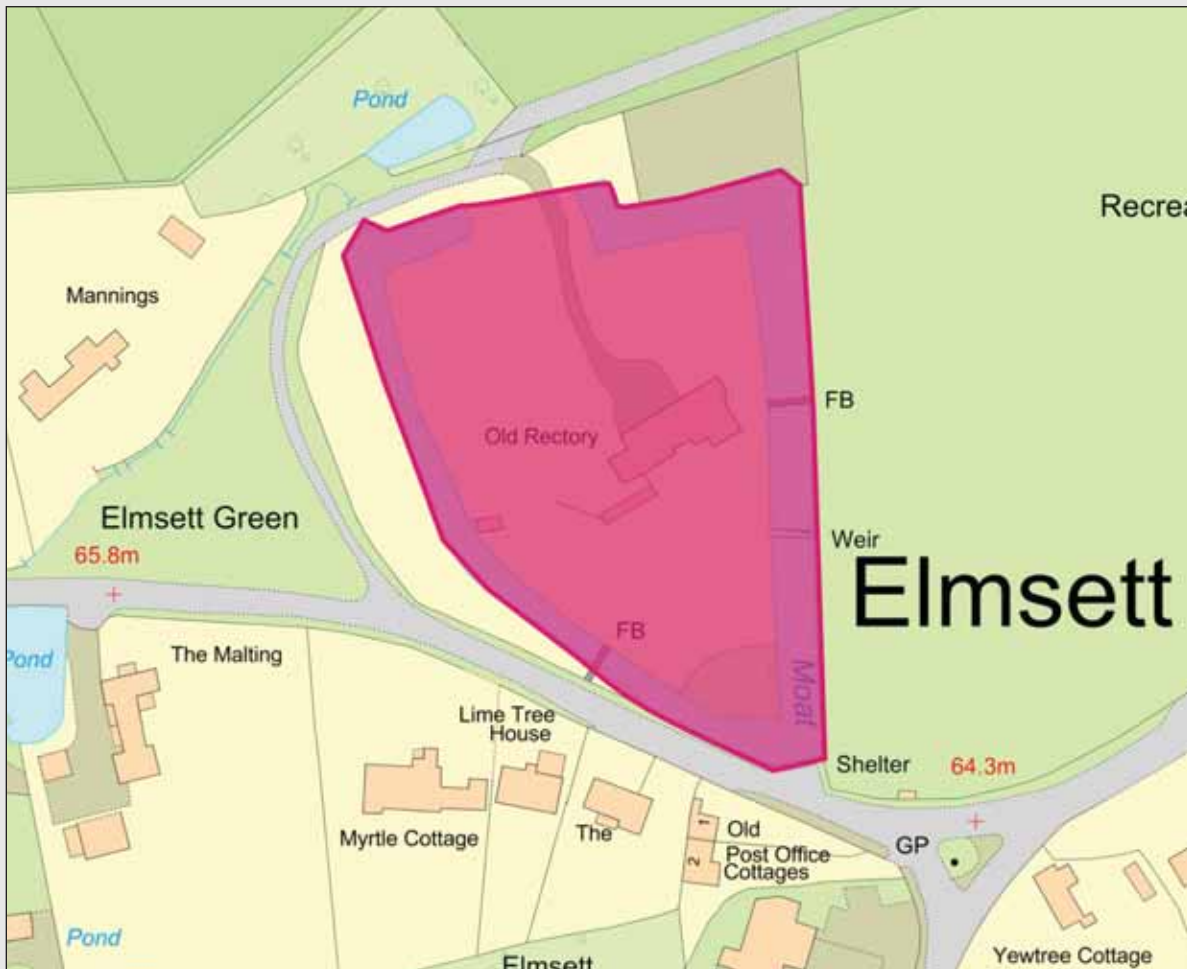 Pond
Recrea
Mannings
FB
Old Rectory
Elmsett Green
65.8m
Weir
Elmsett
FB
Pond
The Malting
Moat
Lime Tree
House
Shelter
64.3m
Myrtle Cottage
The
1
Old
2
Post Office
Cottages
GP
Pond
Elmsett
Yewtree Cottage